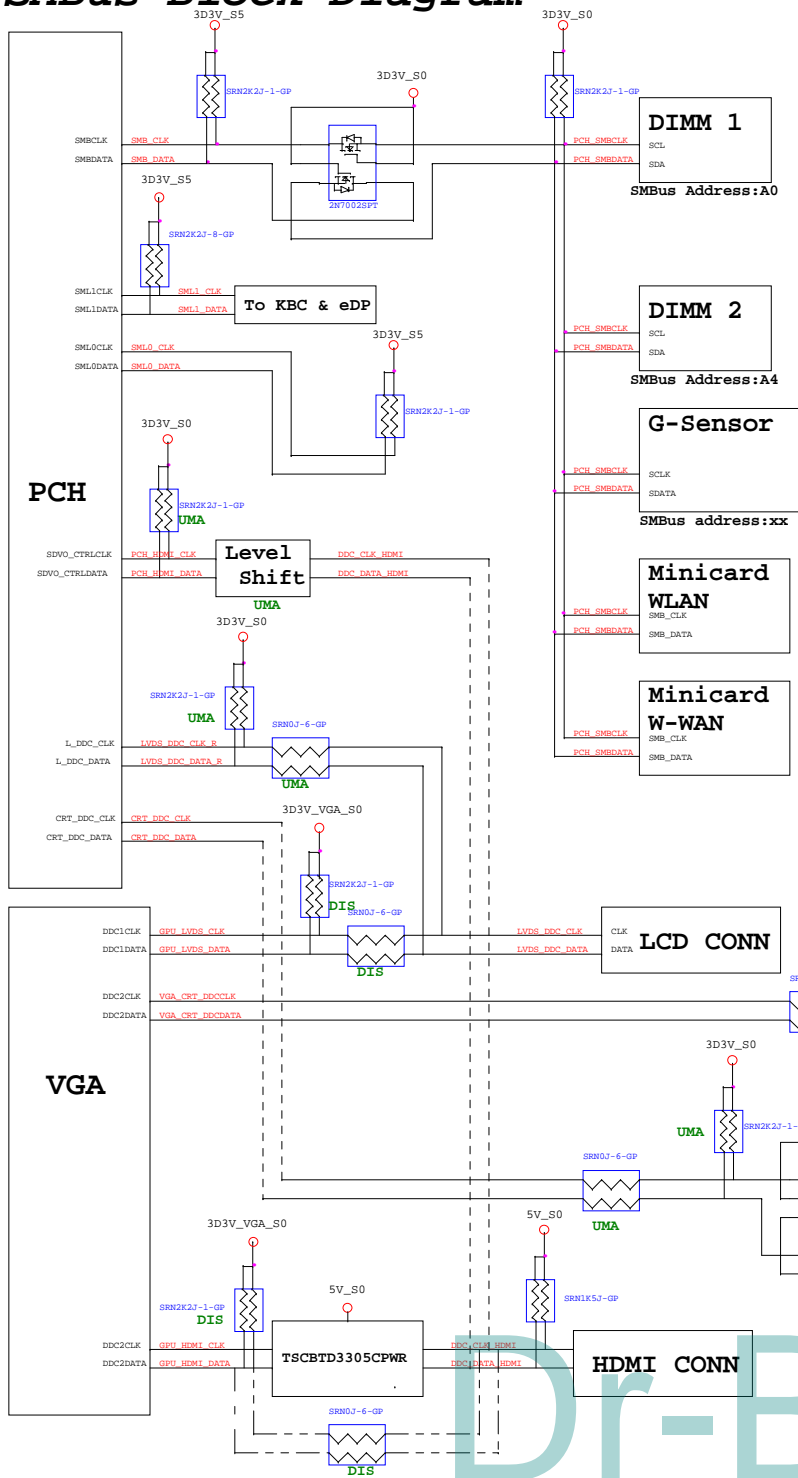 SMBus Block Diagram
3D3V_S5
3D3V_S0
SRN2K2J-1-GP
3D3V_S0
SRN2K2J-1-GP
DIMM 1
SMBCLK
SMB_CLK
PCH_SMBCLK
SCL
SMBDATA
SMB_DATA
PCH_SMBDATA
SDA
2N7002SPT
SMBus Address:A0
3D3V_S5
SRN2K2J-8-GP
SML1CLK
SML1_CLK
SML1DATA
SML1_DATA
To KBC & eDP
DIMM 2
PCH_SMBCLK
SCL
PCH_SMBDATA
SDA
SMBus Address:A4
SML0CLK
SML0_CLK
SML0DATA
SML0_DATA
3D3V_S5
SRN2K2J-1-GP
G-Sensor
PCH_SMBCLK
SCLK
PCH_SMBDATA
SDATA
SMBus address:xx
3D3V_S0
PCH
SRN2K2J-1-GP
UMA
SDVO_CTRLCLK
PCH_HDMI_CLK
SDVO_CTRLDATA
PCH_HDMI_DATA
Level
Shift
UMA
DDC_CLK_HDMI
DDC_DATA_HDMI
Minicard
WLAN
PCH_SMBCLK
SMB_CLK
PCH_SMBDATA
SMB_DATA
3D3V_S0
SRN2K2J-1-GP
UMA
SRN0J-6-GP
L_DDC_CLK
LVDS_DDC_CLK_R
L_DDC_DATA
LVDS_DDC_DATA_R
UMA
Minicard
W-WAN
PCH_SMBCLK
SMB_CLK
PCH_SMBDATA
SMB_DATA
CRT_DDC_CLK
CRT_DDC_CLK
CRT_DDC_DATA
CRT_DDC_DATA
3D3V_VGA_S0
SRN2K2J-1-GP
DIS
SRN0J-6-GP
DDC1CLK
GPU_LVDS_CLK
DDC1DATA
GPU_LVDS_DATA
DIS
LVDS_DDC_CLK
CLK
LVDS_DDC_DATA
DATA
LCD CONN
DDC2CLK
VGA_CRT_DDCCLK
DDC2DATA
VGA_CRT_DDCDATA
VGA
3D3V_S0
UMA
SRN2K2J-1-
SRN0J-6-GP
UMA
3D3V_VGA_S0
SRN2K2J-1-GP
DIS
5V_S0
5V_S0
SRN1K5J-GP
DDC2CLK
GPU_HDMI_CLK
DDC2DATA
GPU_HDMI_DATA
TSCBTD3305CPWR
DDC_CLK_HDMI
DDC_DATA_HDMI
HDMI CONN
SRN0J-6-GP
DIS